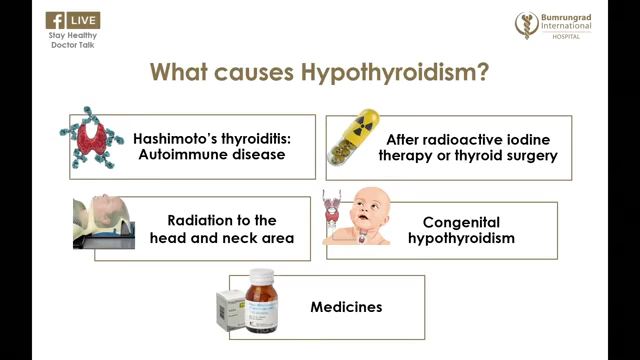 f LIVE
Stay Healthy
Doctor Talk
Bumrungrad
International
HOSPITAL
What causes Hypothyroidism?
Hashimoto's thyroiditis:
Autoimmune disease
After radioactive iodine
therapy or thyroid surgery
Radiation to the
head and neck area
Congenital
hypothyroidism
Medicines